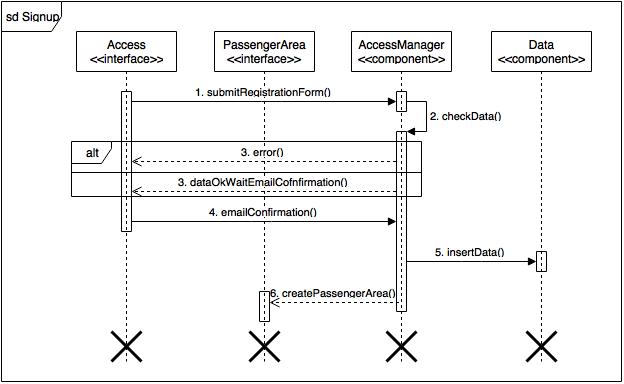 sd Signup
Access
<<interface>>
PassengerArea
<<interface>>
AccessManager
<<component>>
Data
<<component>>
1. submitRegistrationForm()
2. checkData()
alt
3. error()
3. dataOkWaitEmailCofnfirmation()
4. emailConfirmation()
5. insertData()
6. createPassengerArea()